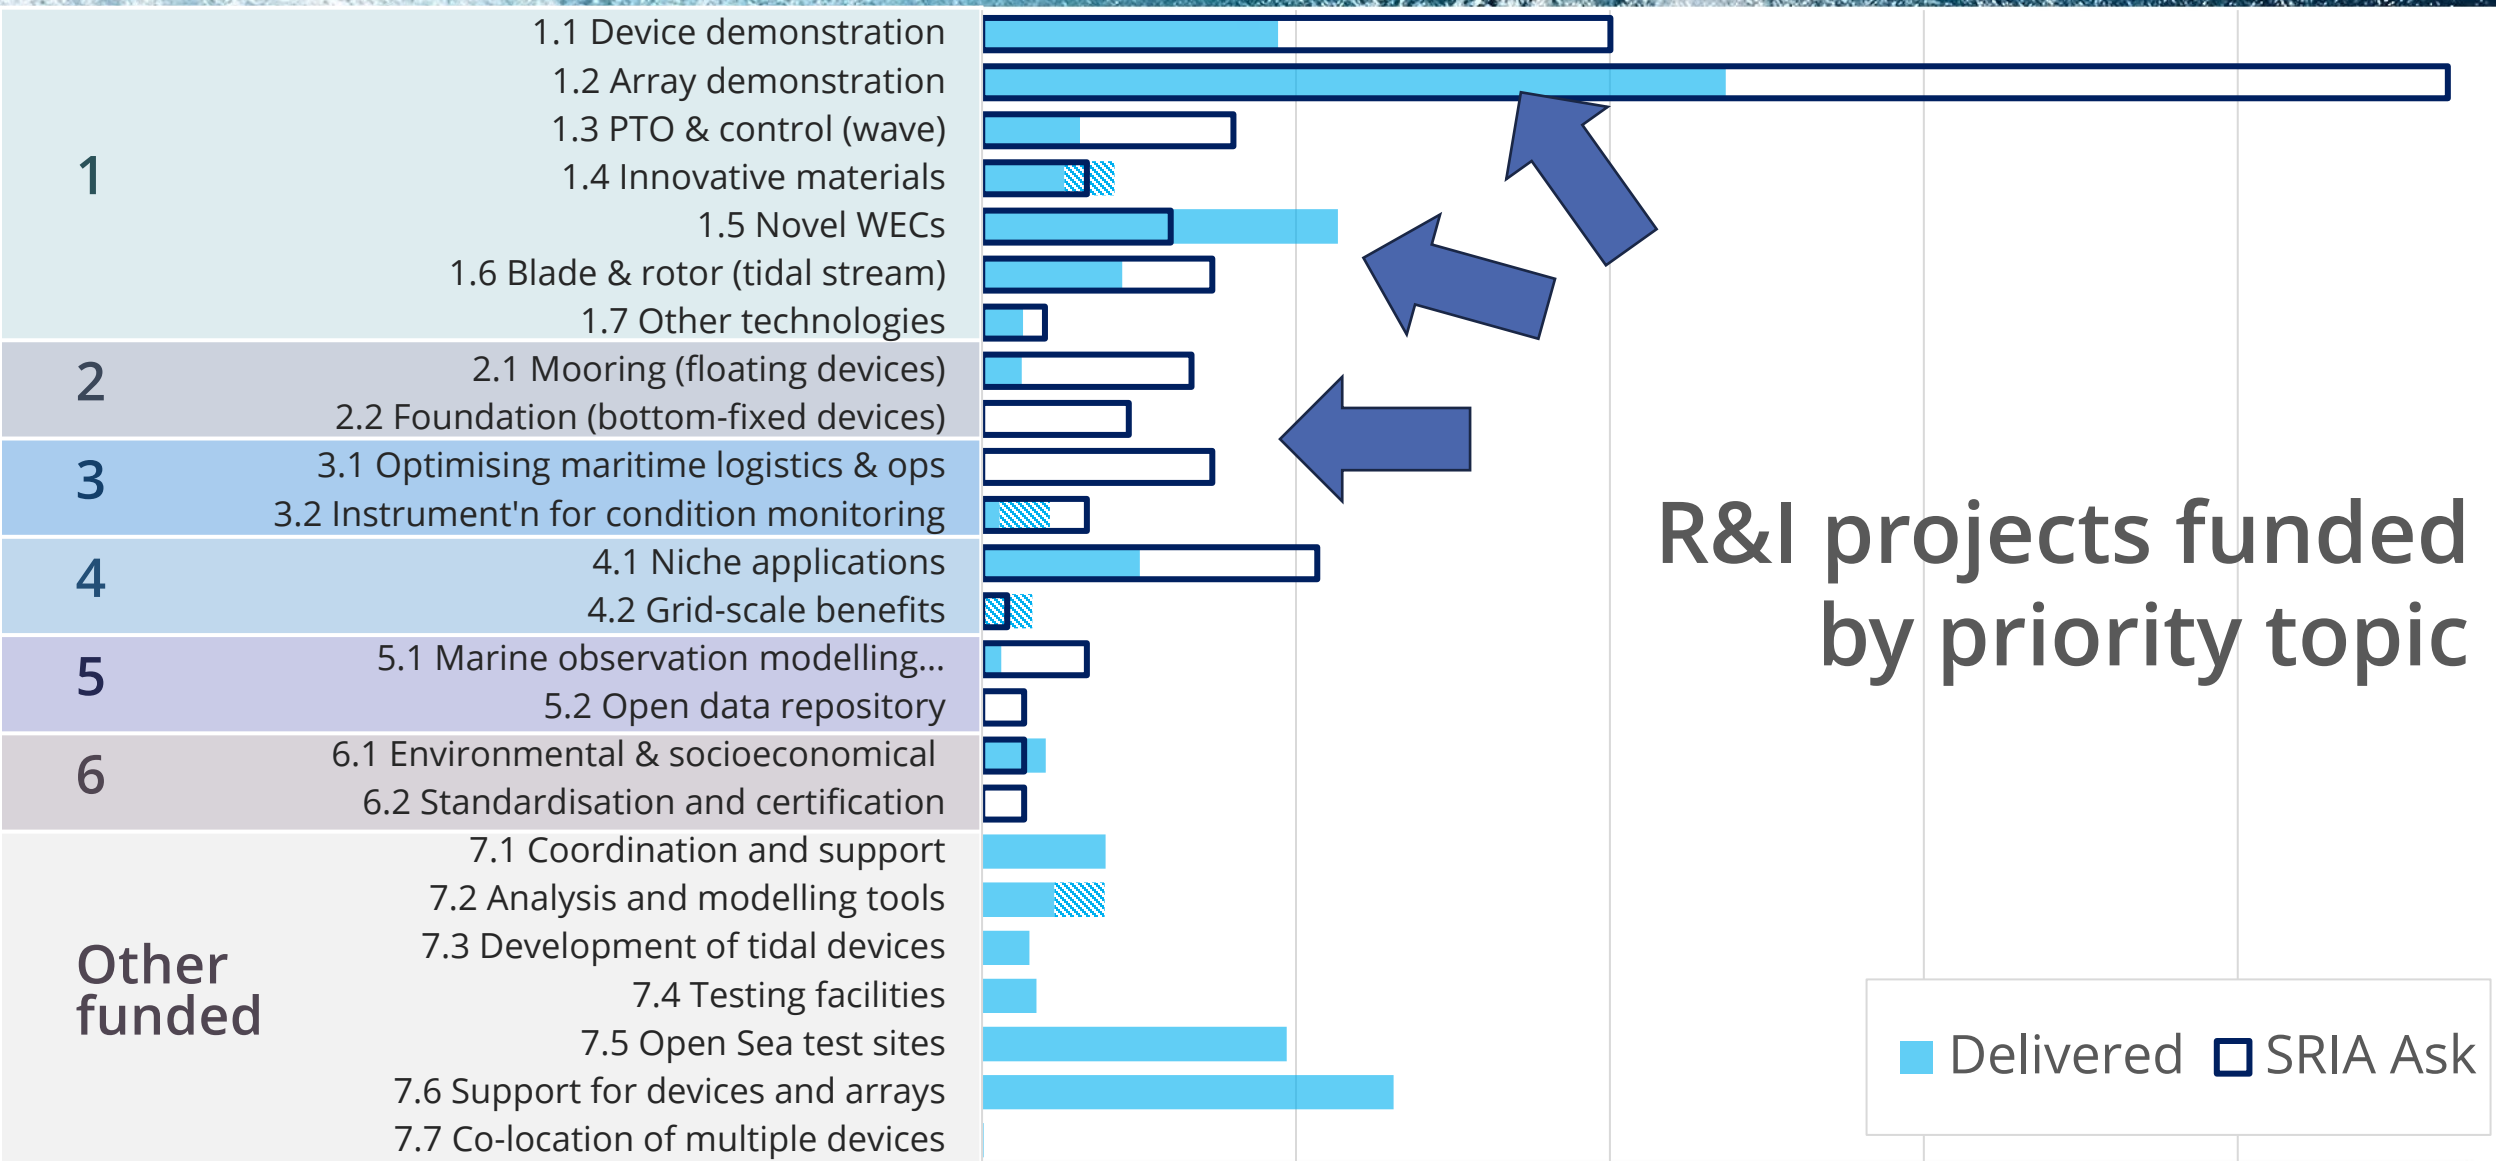 1
1.1 Device demonstration
1.2 Array demonstration
1.3 PTO & control (wave)
1.4 Innovative materials
1.5 Novel WECs
1.6 Blade & rotor (tidal stream)
1.7 Other technologies
2
2.1 Mooring (floating devices)
2.2 Foundation (bottom-fixed devices)
3
3.1 Optimising maritime logistics & ops
3.2 Instrument'n for condition monitoring
4
4.1 Niche applications
4.2 Grid-scale benefits
5
5.1 Marine observation modelling...
5.2 Open data repository
6
6.1 Environmental & socioeconomical
6.2 Standardisation and certification
Other
funded
7.1 Coordination and support
7.2 Analysis and modelling tools
7.3 Development of tidal devices
7.4 Testing facilities
7.5 Open Sea test sites
7.6 Support for devices and arrays
7.7 Co-location of multiple devices
R&I projects funded
by priority topic
Delivered
SRIA Ask